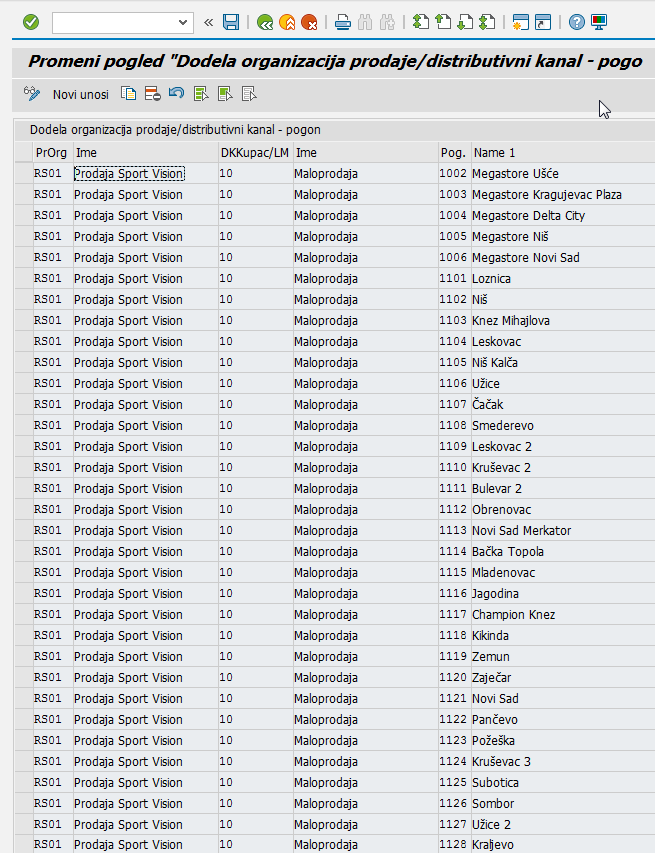 Promeni pogled "Dodela organizacija prodaje/distributivni kanal - pogo
Novi unosi
Dodela organizacija prodaje/distributivni kanal - pogon
PrOrg Ime DKKupac/LM Ime Pog. Name 1
RS01 Prodaja Sport Vision 10 Maloprodaja 1002 Megastore Ušće
RS01 Prodaja Sport Vision 10 Maloprodaja 1003 Megastore Kragujevac Plaza
RS01 Prodaja Sport Vision 10 Maloprodaja 1004 Megastore Delta City
RS01 Prodaja Sport Vision 10 Maloprodaja 1005 Megastore Niš
RS01 Prodaja Sport Vision 10 Maloprodaja 1006 Megastore Novi Sad
RS01 Prodaja Sport Vision 10 Maloprodaja 1101 Loznica
RS01 Prodaja Sport Vision 10 Maloprodaja 1102 Niš
RS01 Prodaja Sport Vision 10 Maloprodaja 1103 Knez Mihajlova
RS01 Prodaja Sport Vision 10 Maloprodaja 1104 Leskovac
RS01 Prodaja Sport Vision 10 Maloprodaja 1105 Niš Kalča
RS01 Prodaja Sport Vision 10 Maloprodaja 1106 Užice
RS01 Prodaja Sport Vision 10 Maloprodaja 1107 Čačak
RS01 Prodaja Sport Vision 10 Maloprodaja 1108 Smederevo
RS01 Prodaja Sport Vision 10 Maloprodaja 1109 Leskovac 2
RS01 Prodaja Sport Vision 10 Maloprodaja 1110 Kruševac 2
RS01 Prodaja Sport Vision 10 Maloprodaja 1111 Bulevar 2
RS01 Prodaja Sport Vision 10 Maloprodaja 1112 Obrenovac
RS01 Prodaja Sport Vision 10 Maloprodaja 1113 Novi Sad Merkator
RS01 Prodaja Sport Vision 10 Maloprodaja 1114 Bačka Topola
RS01 Prodaja Sport Vision 10 Maloprodaja 1115 Mladenovac
RS01 Prodaja Sport Vision 10 Maloprodaja 1116 Jagodina
RS01 Prodaja Sport Vision 10 Maloprodaja 1117 Champion Knez
RS01 Prodaja Sport Vision 10 Maloprodaja 1118 Kikinda
RS01 Prodaja Sport Vision 10 Maloprodaja 1119 Zemun
RS01 Prodaja Sport Vision 10 Maloprodaja 1120 Zaječar
RS01 Prodaja Sport Vision 10 Maloprodaja 1121 Novi Sad
RS01 Prodaja Sport Vision 10 Maloprodaja 1122 Pančevo
RS01 Prodaja Sport Vision 10 Maloprodaja 1123 Požeška
RS01 Prodaja Sport Vision 10 Maloprodaja 1124 Kruševac 3
RS01 Prodaja Sport Vision 10 Maloprodaja 1125 Subotica
RS01 Prodaja Sport Vision 10 Maloprodaja 1126 Sombor
RS01 Prodaja Sport Vision 10 Maloprodaja 1127 Užice 2
RS01 Prodaja Sport Vision 10 Maloprodaja 1128 Kraljevo